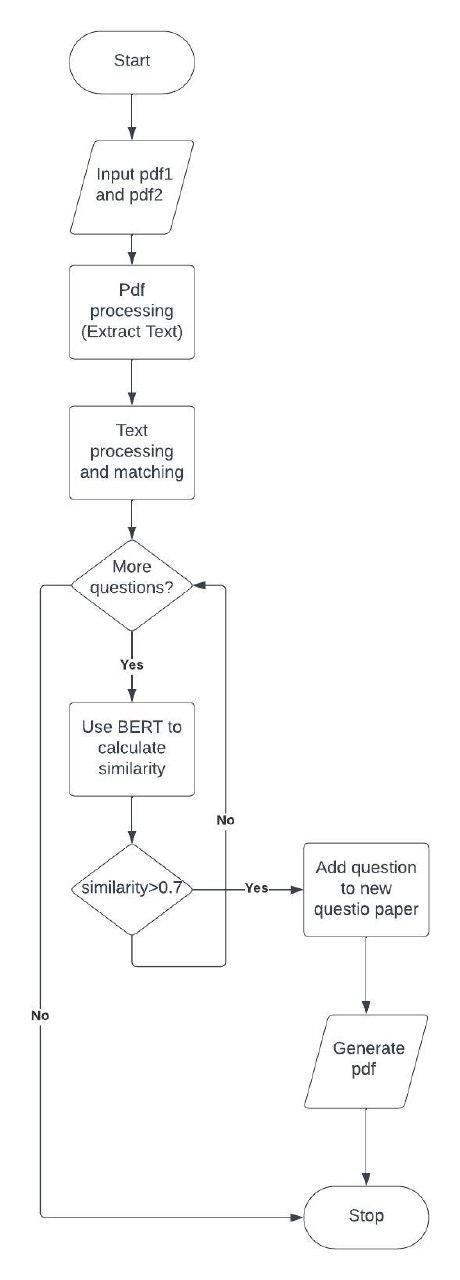 Start
Input pdf1
and pdf2
Pdf
processing
(Extract Text)
Text
processing
and matching
More
questions?
Yes
Use BERT to
calculate
similarity
No
similarity>0.7
Yes
Add question
to new
questio paper
No
Generate
pdf
Stop